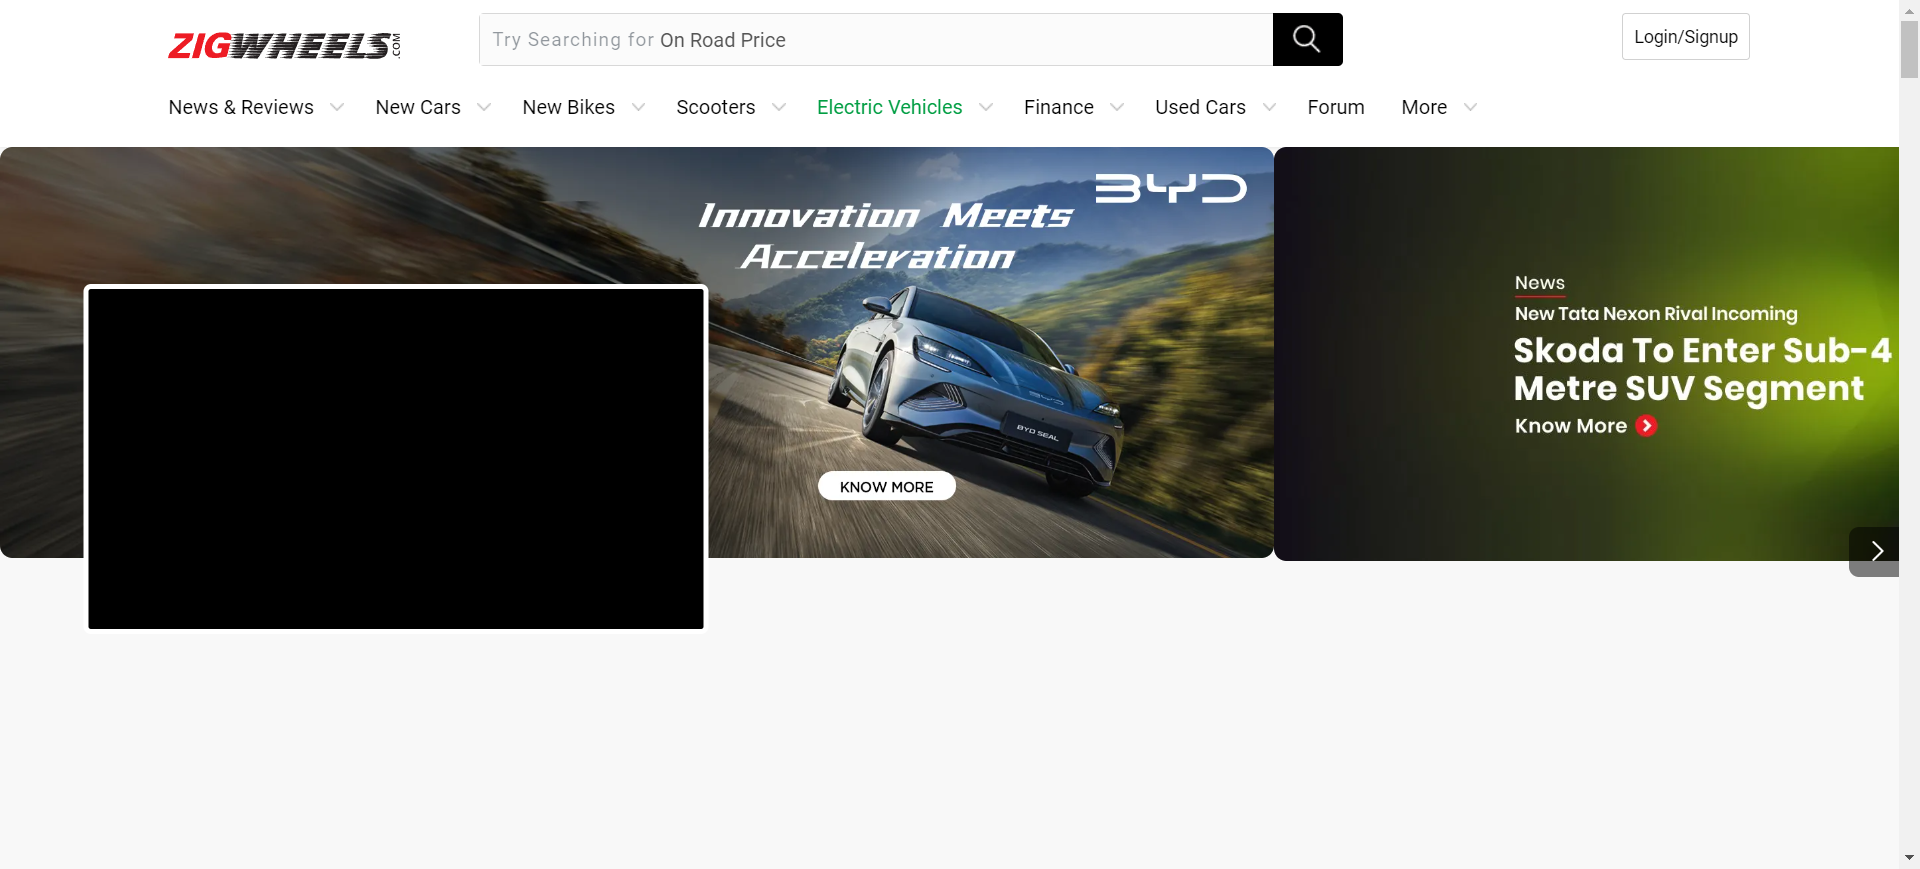 ZIGWHEELS.COM
Try Searching for On Road Price
Login/Signup
News & Reviews
New Cars
New Bikes
Scooters
Electric Vehicles
Finance
Used Cars
Forum
More
BYD
Innovation Meets
Acceleration
BYD
BYD SEAL
KNOW MORE
News
New Tata Nexon Rival Incoming
Skoda To Enter Sub-4
Metre SUV Segment
Know More